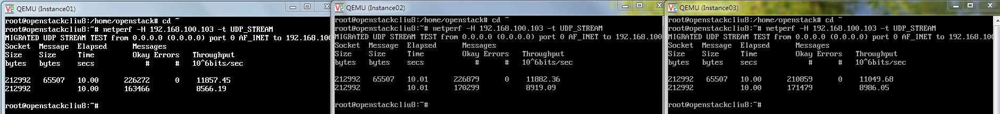 QEMU (Instance01)
root@openstackcliu8:/home/openstack# cd ~
root@openstackcliu8:~# netperf -H 192.168.100.103 -t UDP_STREAM
MIGRATED UDP STREAM TEST from 0.0.0.0 (0.0.0.0) port 0 AF_INET to 192.168.100
Socket  Message  Elapsed      Messages
Size    Size     Time         Okay Errors   Throughput
bytes   bytes    secs            #      #   10^6bits/sec
212992   65507   10.00      226272      0    11857.45
212992           10.00      163466            8566.19
root@openstackcliu8:~#
QEMU (Instance02)
root@openstackcliu8:/home/openstack# cd ~
root@openstackcliu8:~# netperf -H 192.168.100.103 -t UDP_STREAM
MIGRATED UDP STREAM TEST from 0.0.0.0 (0.0.0.0) port 0 AF_INET to 192.168.100
Socket  Message  Elapsed      Messages
Size    Size     Time         Okay Errors   Throughput
bytes   bytes    secs            #      #   10^6bits/sec
212992   65507   10.01      226879      0    11882.36
212992           10.01      170299            8919.09
root@openstackcliu8:~#
QEMU (Instance03)
root@openstackcliu8:/home/openstack# cd ~
root@openstackcliu8:~# netperf -H 192.168.100.103 -t UDP_STREAM
MIGRATED UDP STREAM TEST from 0.0.0.0 (0.0.0.0) port 0 AF_INET to 192.168.100
Socket  Message  Elapsed      Messages
Size    Size     Time         Okay Errors   Throughput
bytes   bytes    secs            #      #   10^6bits/sec
212992   65507   10.00      210859      0    11049.68
212992           10.00      171479            8986.05
root@openstackcliu8:~#